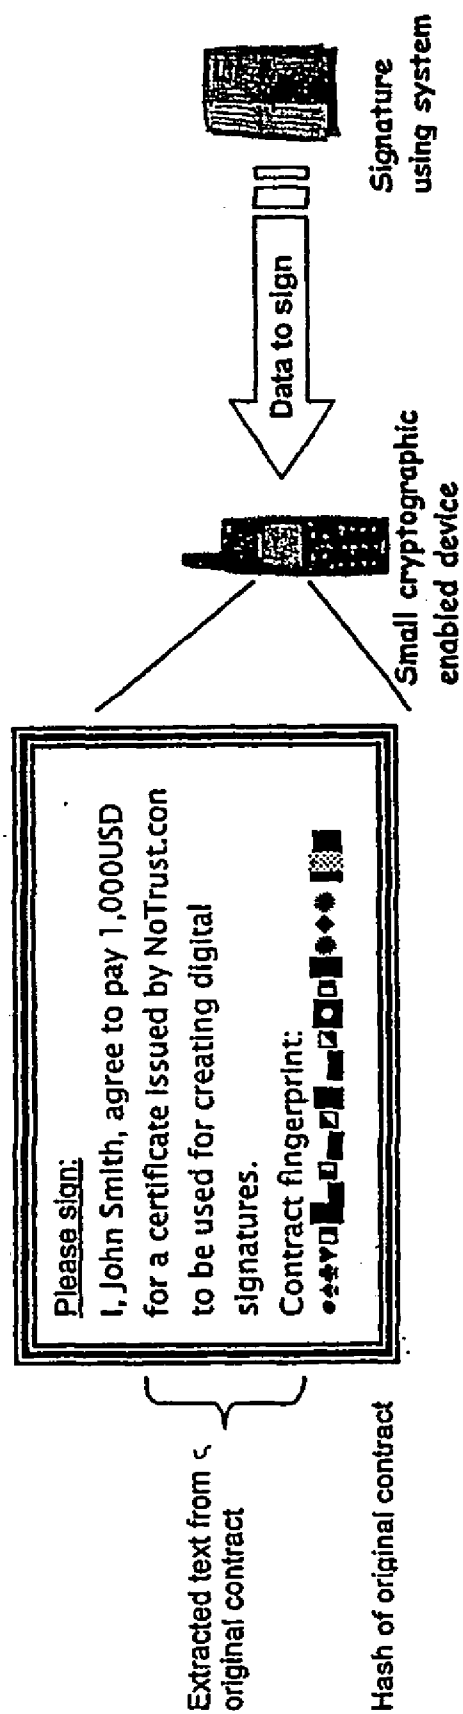 Extracted text from
original contract
Hash of original contract
Please sign:
I, John Smith, agree to pay 1,000USD
for a certificate issued by NoTrust.con
to be used for creating digital
signatures.
Contract fingerprint:
Small cryptographic
enabled device
Data to sign
Signature
using system